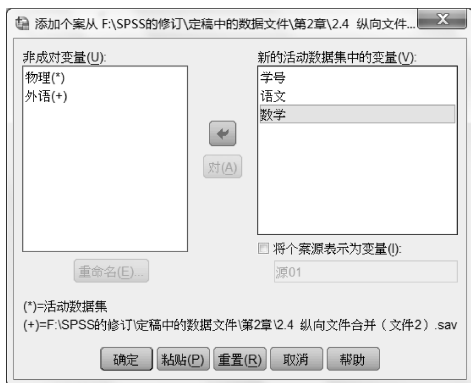 添加个案从 F:\SPSS的修订\定稿中的数据文件\第2章\2.4 纵向文件...
非成对变量(U):
物理(*)
外语(+)
新的活动数据集中的变量(V):
学号
语文
数学
对(A)
重命名(E)...
将个案源表示为变量(I):
源01
(*)=活动数据集
(+)=F:\SPSS的修订\定稿中的数据文件\第2章\2.4 纵向文件合并（文件2）.sav
确定 粘贴(P) 重置(R) 取消 帮助